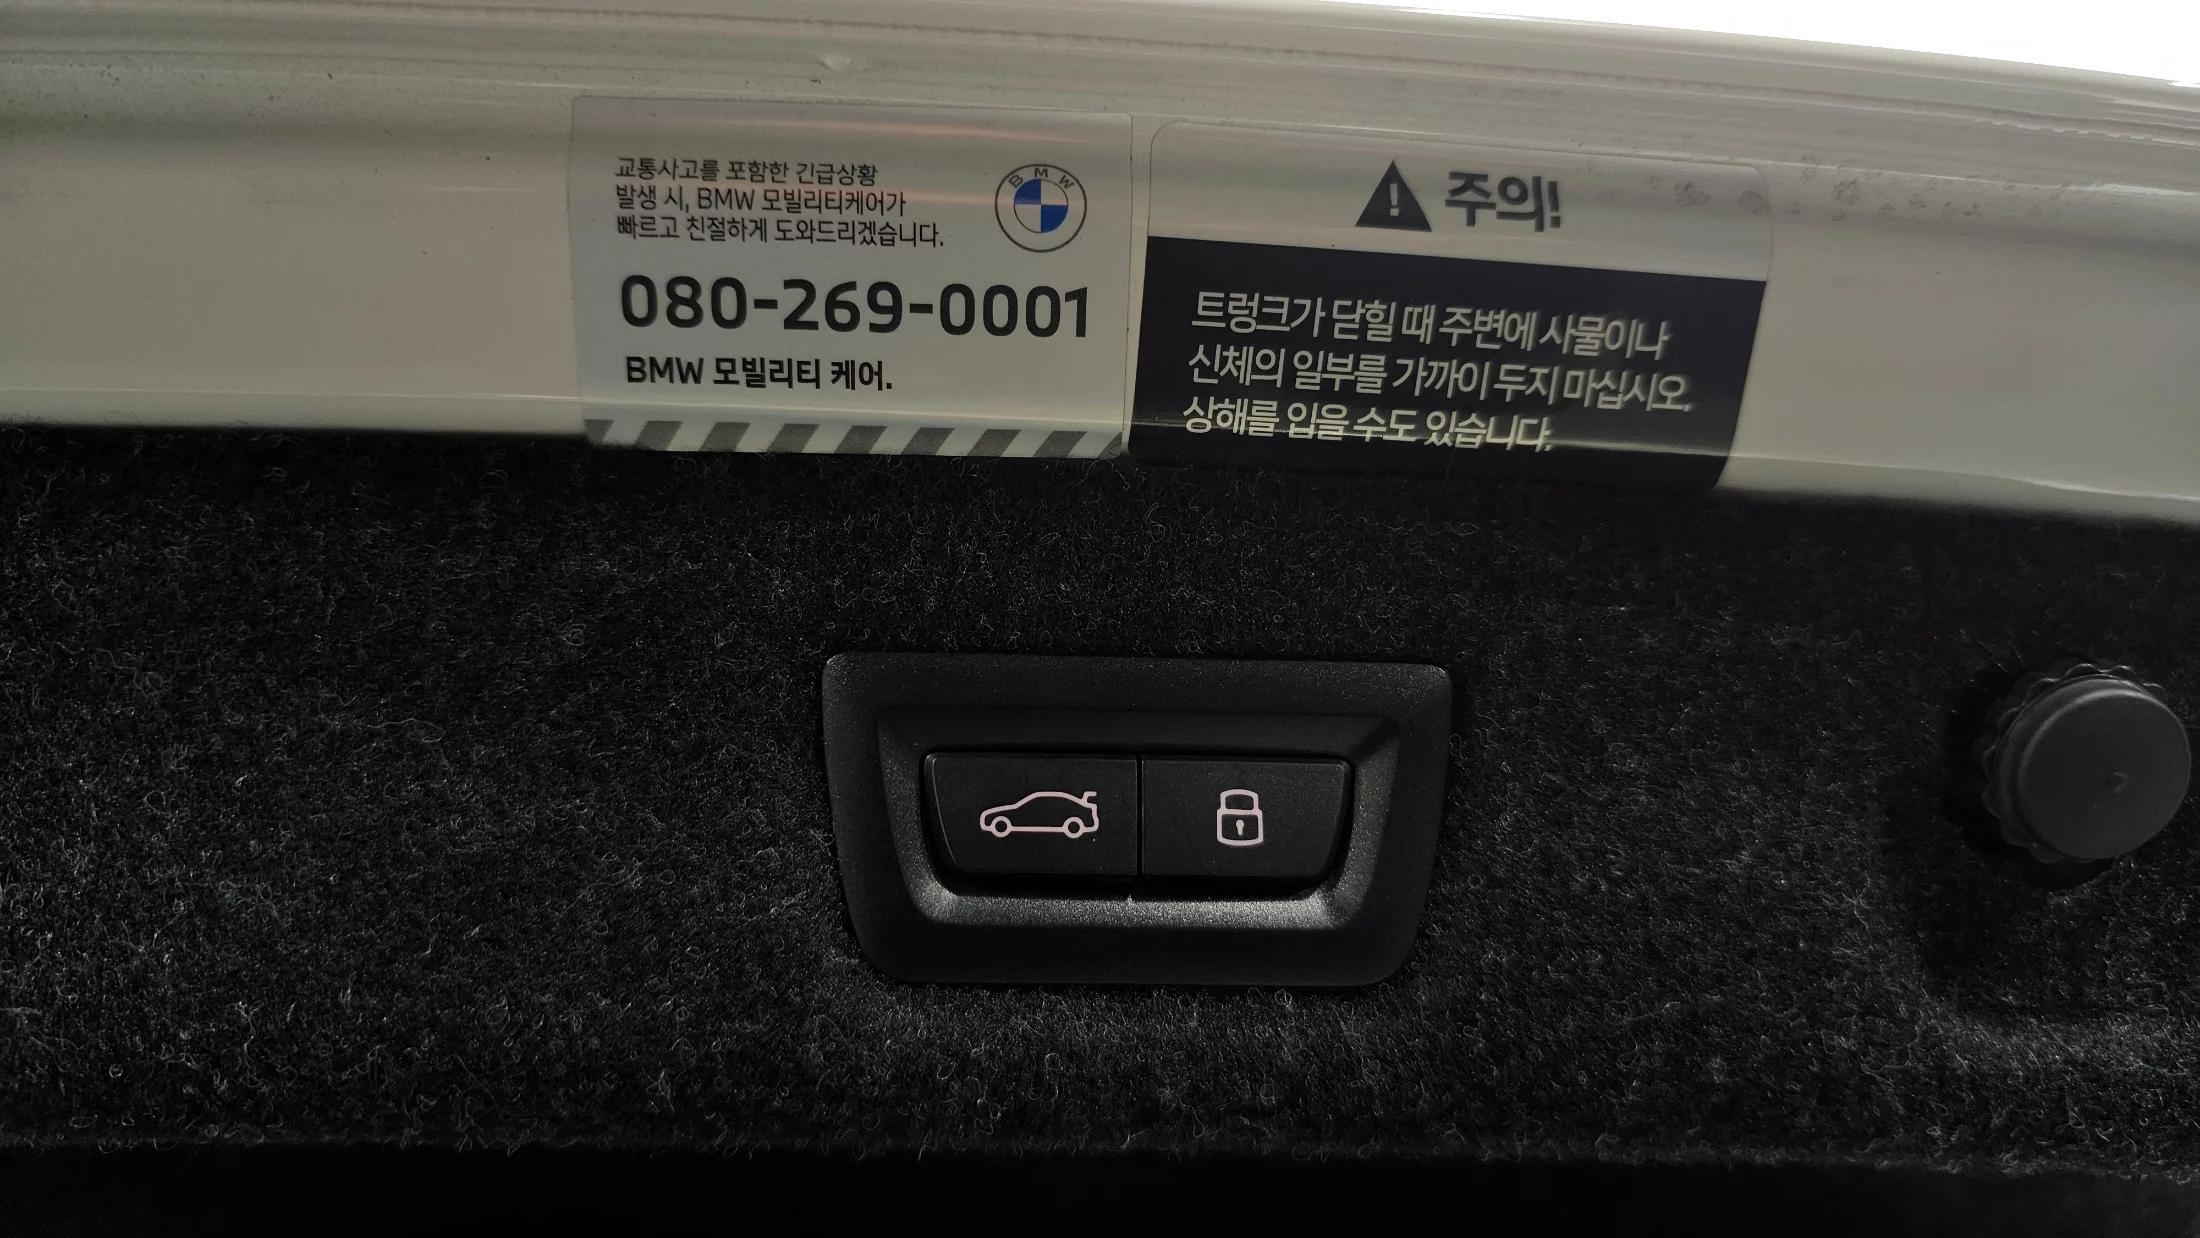 교통사고를 포함한 긴급상황
발생 시, BMW 모빌리티케어가
빠르고 친절하게 도와드리겠습니다.
BMW
080-269-0001
BMW 모빌리티 케어.
주의!
트렁크가 닫힐 때 주변에 사물이나
신체의 일부를 가까이 두지 마십시오.
상해를 입을 수도 있습니다.